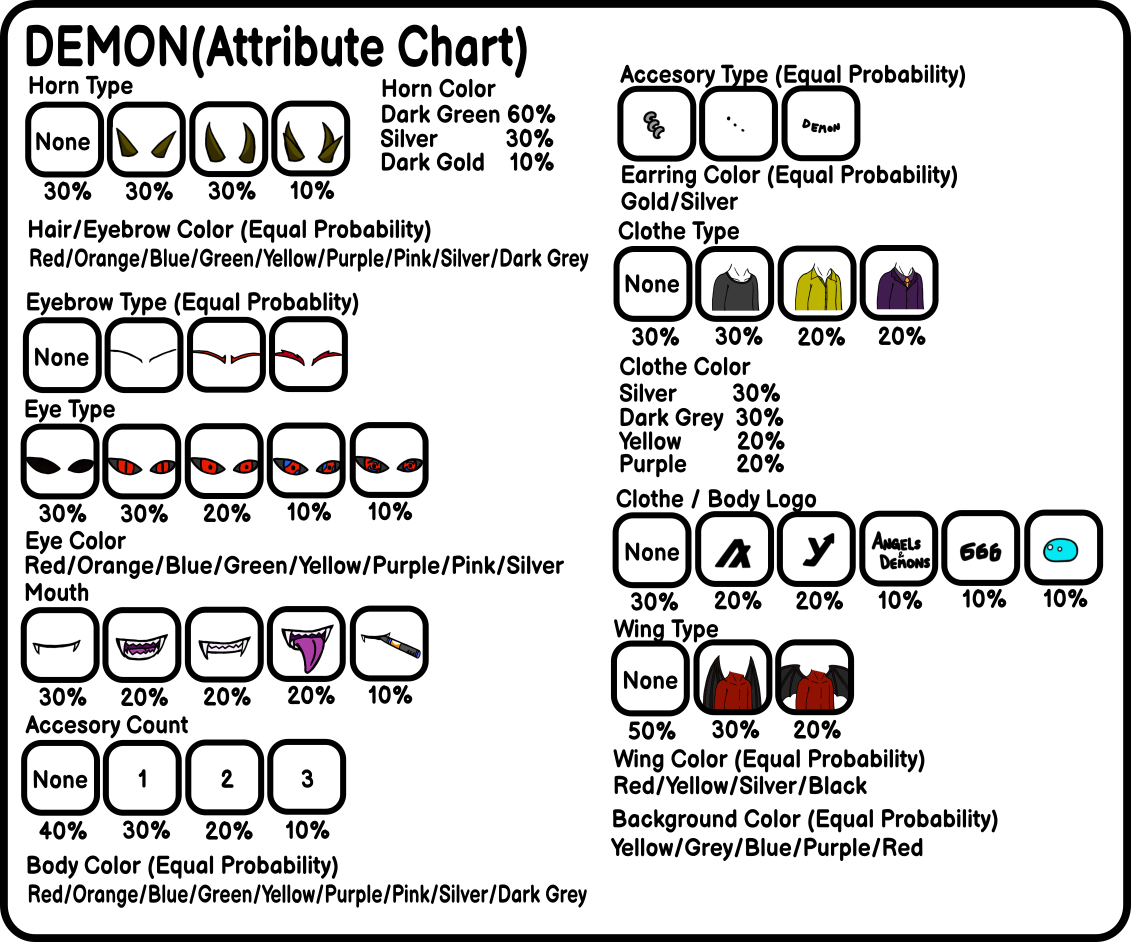 DEMON(Attribute Chart)
Horn Type
None
30% 30% 30% 10%
Horn Color
Dark Green 60%
Silver 30%
Dark Gold 10%
Hair/Eyebrow Color (Equal Probability)
Red/Orange/Blue/Green/Yellow/Purple/Pink/Silver/Dark Grey
Eyebrow Type (Equal Probablity)
None
Eye Type
30% 30% 20% 10% 10%
Eye Color
Red/Orange/Blue/Green/Yellow/Purple/Pink/Silver
Mouth
30% 20% 20% 20% 10%
Accesory Count
None 1 2 3
40% 30% 20% 10%
Body Color (Equal Probability)
Red/Orange/Blue/Green/Yellow/Purple/Pink/Silver/Dark Grey
Accesory Type (Equal Probability)
DEMON
Earring Color (Equal Probability)
Gold/Silver
Clothe Type
None
30% 30% 20% 20%
Clothe Color
Silver 30%
Dark Grey 30%
Yellow 20%
Purple 20%
Clothe / Body Logo
None ANGELS & DEMONS 666
30% 20% 20% 10% 10% 10%
Wing Type
None
50% 30% 20%
Wing Color (Equal Probability)
Red/Yellow/Silver/Black
Background Color (Equal Probability)
Yellow/Grey/Blue/Purple/Red